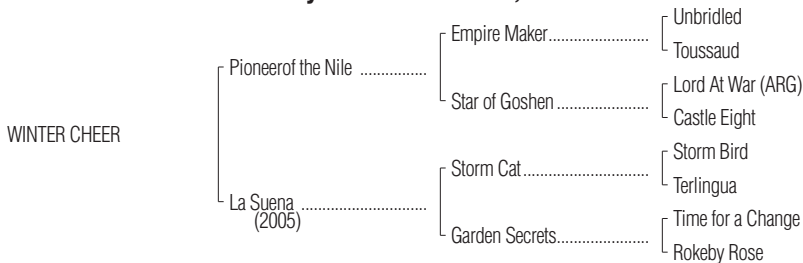 Unbridled
Empire Maker.......................
Toussaud
Pioneerof the Nile ................
Lord At War (ARG)
Star of Goshen .....................
Castle Eight
WINTER CHEER
Storm Bird
Storm Cat.............................
Terlingua
La Suena ..............................
(2005)
Time for a Change
Garden Secrets.....................
Rokeby Rose